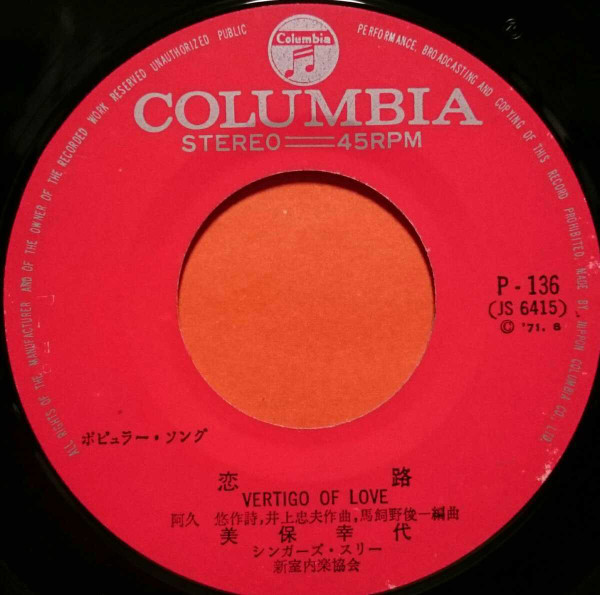 Columbia
COLUMBIA
STEREO═45RPM
P-136
(JS 6415)
© '71. 8
ポピュラー・ソング
恋路
VERTIGO OF LOVE
阿久 悠作詩,井上忠夫作曲,馬飼野俊一編曲
美保幸代
シンガーズ・スリー
新室内楽協会
ALL RIGHTS OF THE MANUFACTURER AND OF THE OWNER OF THE RECORDED WORK RESERVED UNAUTHORIZED PUBLIC PERFORMANCE, BROADCASTING AND COPYING OF THIS RECORD PROHIBITED. MADE BY NIPPON COLUMBIA CO. LTD.